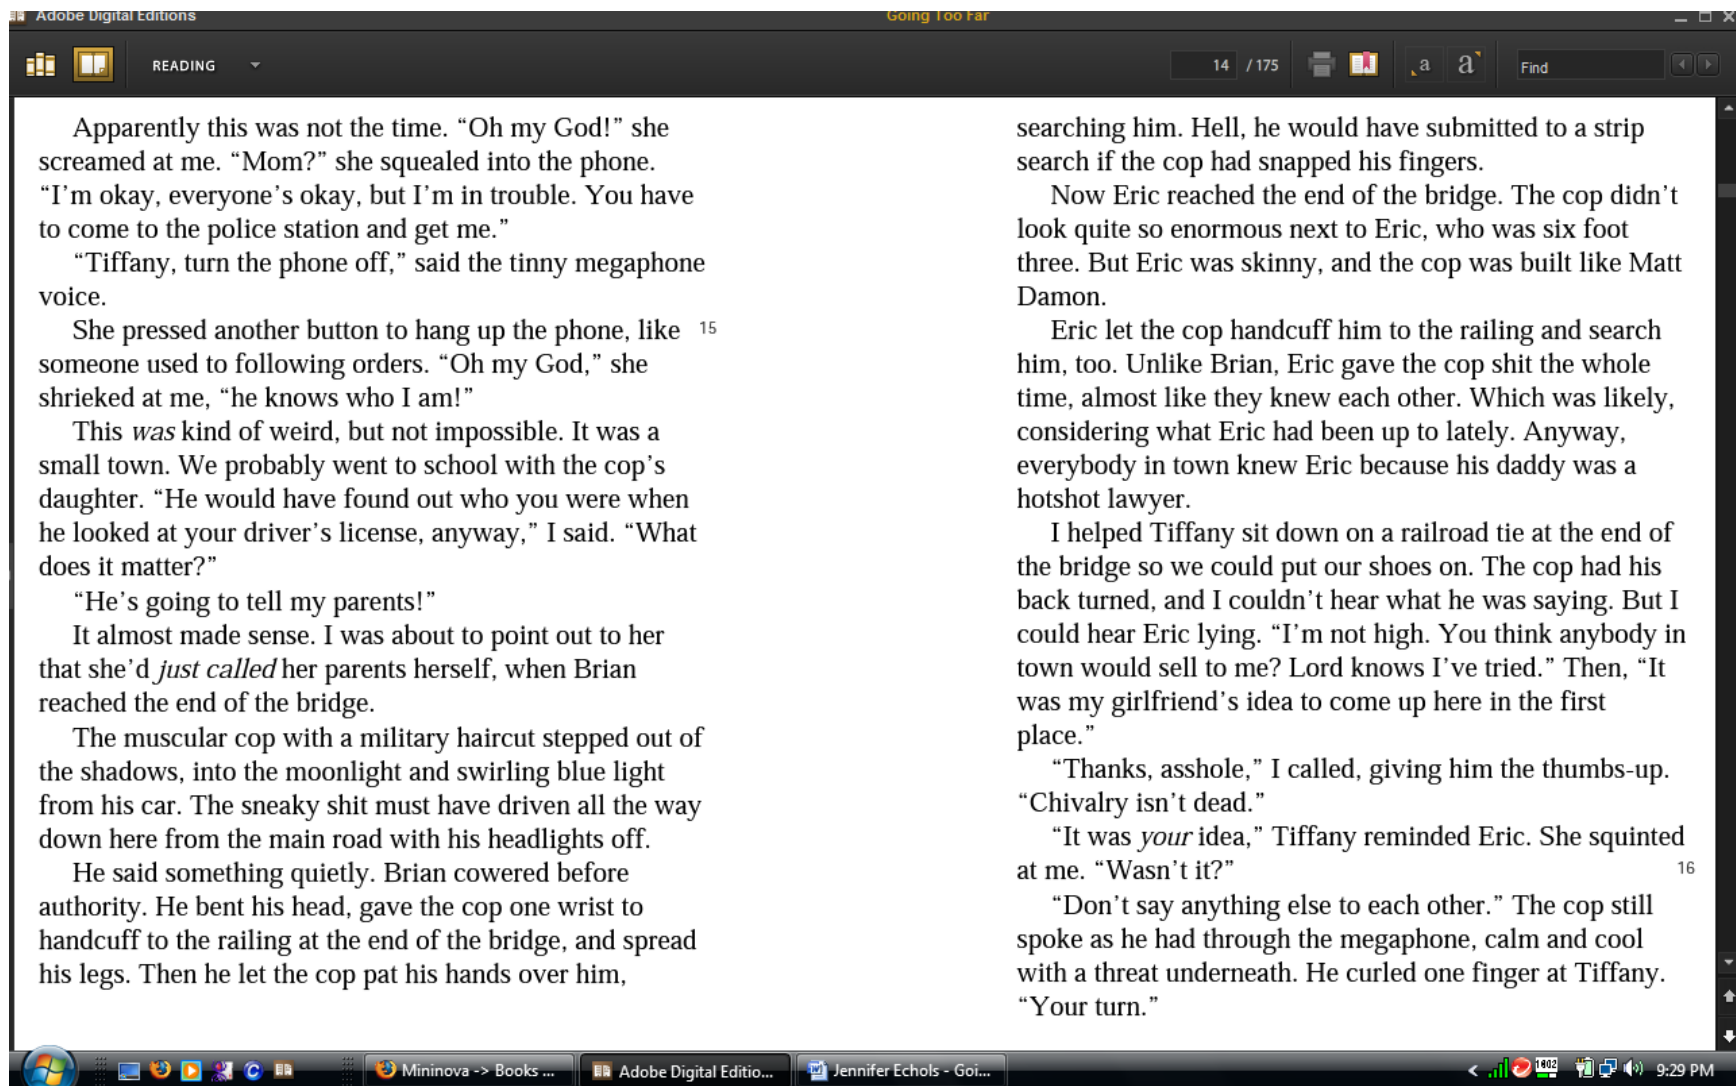 Adobe Digital Editions
Going Too Far
READING
14 / 175
a
a
Find
Apparently this was not the time. “Oh my God!” she
screamed at me. “Mom?” she squealed into the phone.
“I’m okay, everyone’s okay, but I’m in trouble. You have
to come to the police station and get me.”
“Tiffany, turn the phone off,” said the tinny megaphone
voice.
She pressed another button to hang up the phone, like 15
someone used to following orders. “Oh my God,” she
shrieked at me, “he knows who I am!”
This was kind of weird, but not impossible. It was a
small town. We probably went to school with the cop’s
daughter. “He would have found out who you were when
he looked at your driver’s license, anyway,” I said. “What
does it matter?”
“He’s going to tell my parents!”
It almost made sense. I was about to point out to her
that she’d just called her parents herself, when Brian
reached the end of the bridge.
The muscular cop with a military haircut stepped out of
the shadows, into the moonlight and swirling blue light
from his car. The sneaky shit must have driven all the way
down here from the main road with his headlights off.
He said something quietly. Brian cowered before
authority. He bent his head, gave the cop one wrist to
handcuff to the railing at the end of the bridge, and spread
his legs. Then he let the cop pat his hands over him,
searching him. Hell, he would have submitted to a strip
search if the cop had snapped his fingers.
Now Eric reached the end of the bridge. The cop didn’t
look quite so enormous next to Eric, who was six foot
three. But Eric was skinny, and the cop was built like Matt
Damon.
Eric let the cop handcuff him to the railing and search
him, too. Unlike Brian, Eric gave the cop shit the whole
time, almost like they knew each other. Which was likely,
considering what Eric had been up to lately. Anyway,
everybody in town knew Eric because his daddy was a
hotshot lawyer.
I helped Tiffany sit down on a railroad tie at the end of
the bridge so we could put our shoes on. The cop had his
back turned, and I couldn’t hear what he was saying. But I
could hear Eric lying. “I’m not high. You think anybody in
town would sell to me? Lord knows I’ve tried.” Then, “It
was my girlfriend’s idea to come up here in the first
place.”
“Thanks, asshole,” I called, giving him the thumbs-up.
“Chivalry isn’t dead.”
“It was your idea,” Tiffany reminded Eric. She squinted
at me. “Wasn’t it?” 16
“Don’t say anything else to each other.” The cop still
spoke as he had through the megaphone, calm and cool
with a threat underneath. He curled one finger at Tiffany.
“Your turn.”
Mininova -> Books ...
Adobe Digital Editio...
Jennifer Echols - Goi...
1602
9:29 PM